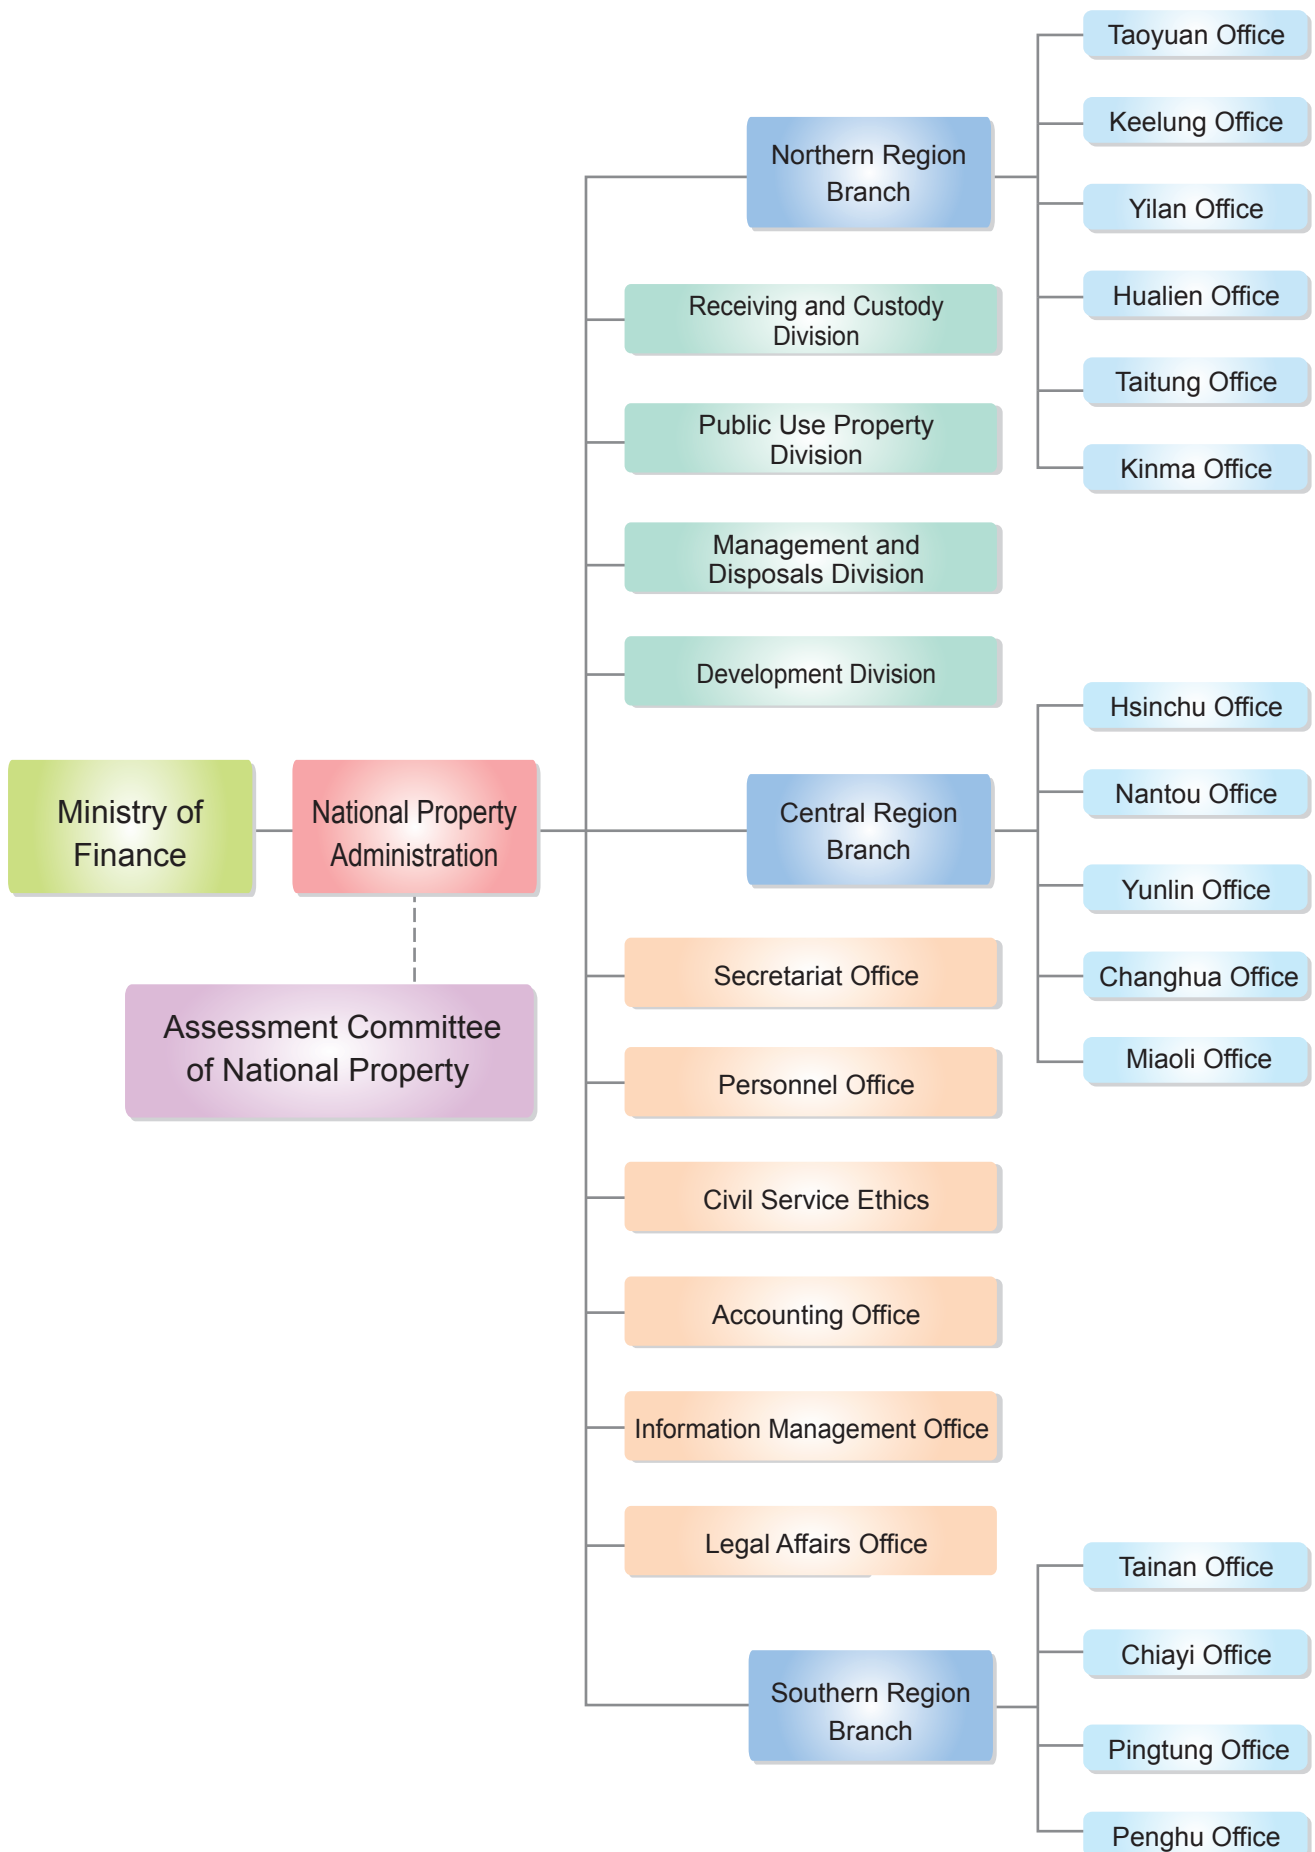 Ministry of
Finance
National Property
Administration
Assessment Committee
of National Property
Northern Region
Branch
Taoyuan Office
Keelung Office
Yilan Office
Hualien Office
Taitung Office
Kinma Office
Receiving and Custody
Division
Public Use Property
Division
Management and
Disposals Division
Development Division
Central Region
Branch
Hsinchu Office
Nantou Office
Yunlin Office
Changhua Office
Miaoli Office
Secretariat Office
Personnel Office
Civil Service Ethics
Accounting Office
Information Management Office
Legal Affairs Office
Southern Region
Branch
Tainan Office
Chiayi Office
Pingtung Office
Penghu Office